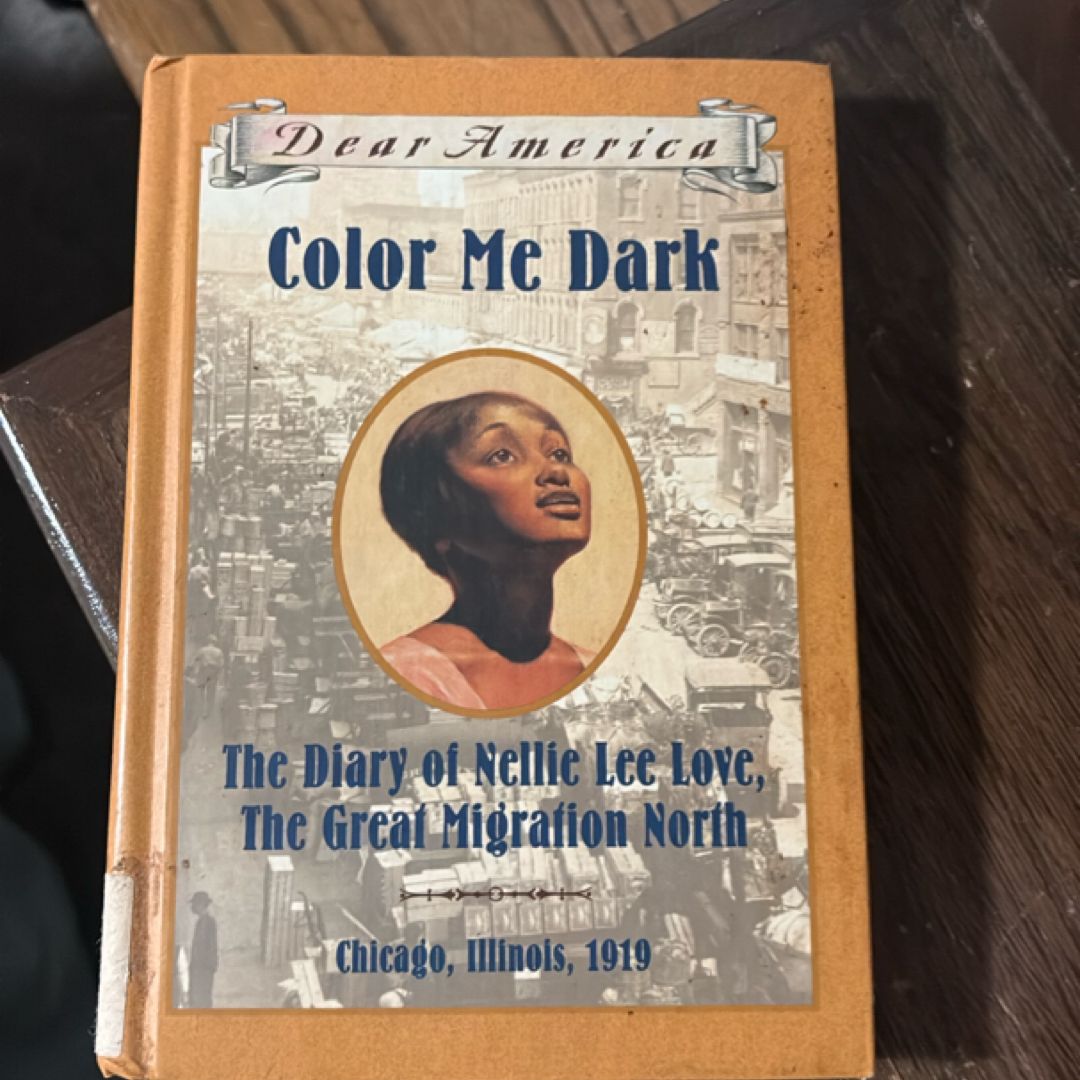 Dear America
Color Me Dark
The Diary of Nellie Lee Love,
The Great Migration North
Chicago, Illinois, 1919